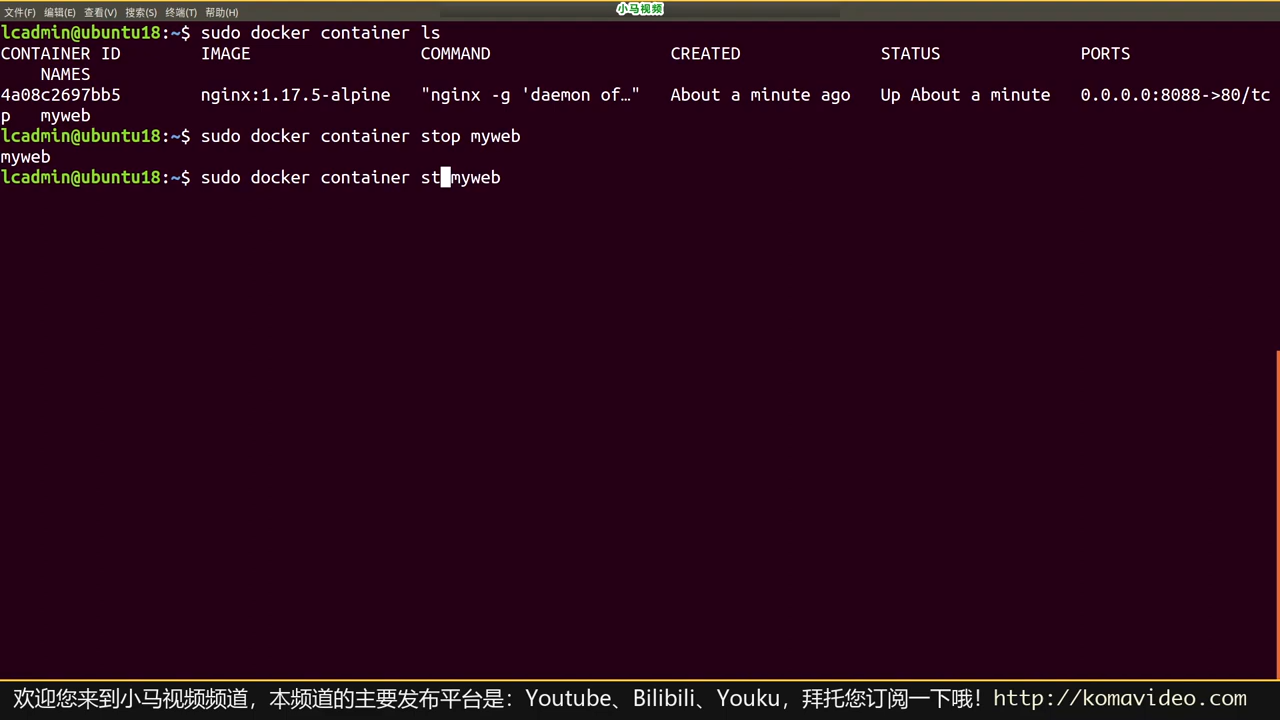 小马视频
文件(F) 编辑(E) 查看(V) 搜索(S) 终端(T) 帮助(H)
lcadmin@ubuntu18:~$ sudo docker container ls
CONTAINER ID        IMAGE                 COMMAND                  CREATED              STATUS              PORTS
    NAMES
4a08c2697bb5        nginx:1.17.5-alpine   "nginx -g 'daemon of…"   About a minute ago   Up About a minute   0.0.0.0:8088->80/tc
p   myweb
lcadmin@ubuntu18:~$ sudo docker container stop myweb
myweb
lcadmin@ubuntu18:~$ sudo docker container st myweb
欢迎您来到小马视频频道，本频道的主要发布平台是：Youtube、Bilibili、Youku，拜托您订阅一下哦！http://komavideo.com